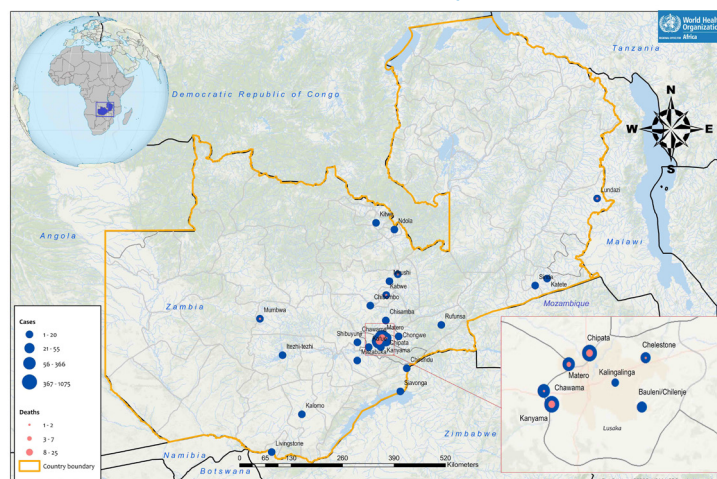 World Health
Organization
Africa
Tanzania
Democratic Republic of Congo
N
W
E
S
Lundazi
Kitwe
Ndola
Angola
Malawi
Mkushi
Kabwe
Sinda
Katete
Chibombo
Zambia
Mumbwa
Mozambique
Chisamba
Rufunsa
Shibuyunji
Chawama
Matero
Chongwe
Chipata
Kanyama
Itezhi-tezhi
Mazabuka
Chirundu
Siavonga
Kalomo
Zimbabwe
Livingstone
Namibia
Botswana
0 65 130 260 390 520
Kilometers
Cases
1 - 20
21 - 55
56 - 366
367 - 1075
Deaths
1 - 2
3 - 7
8 - 25
Country boundary
Chipata
Chelestone
Matero
Kalingalinga
Chawama
Bauleni/Chilenje
Kanyama
Lusaka